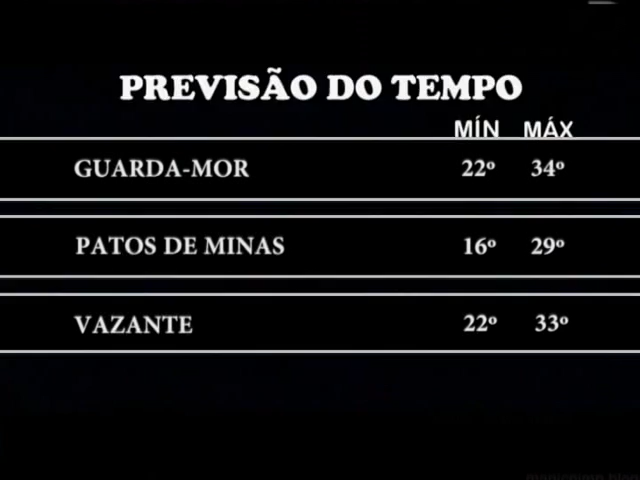 PREVISÃO DO TEMPO
MÍN MÁX
GUARDA-MOR 22º 34º
PATOS DE MINAS 16º 29º
VAZANTE 22º 33º